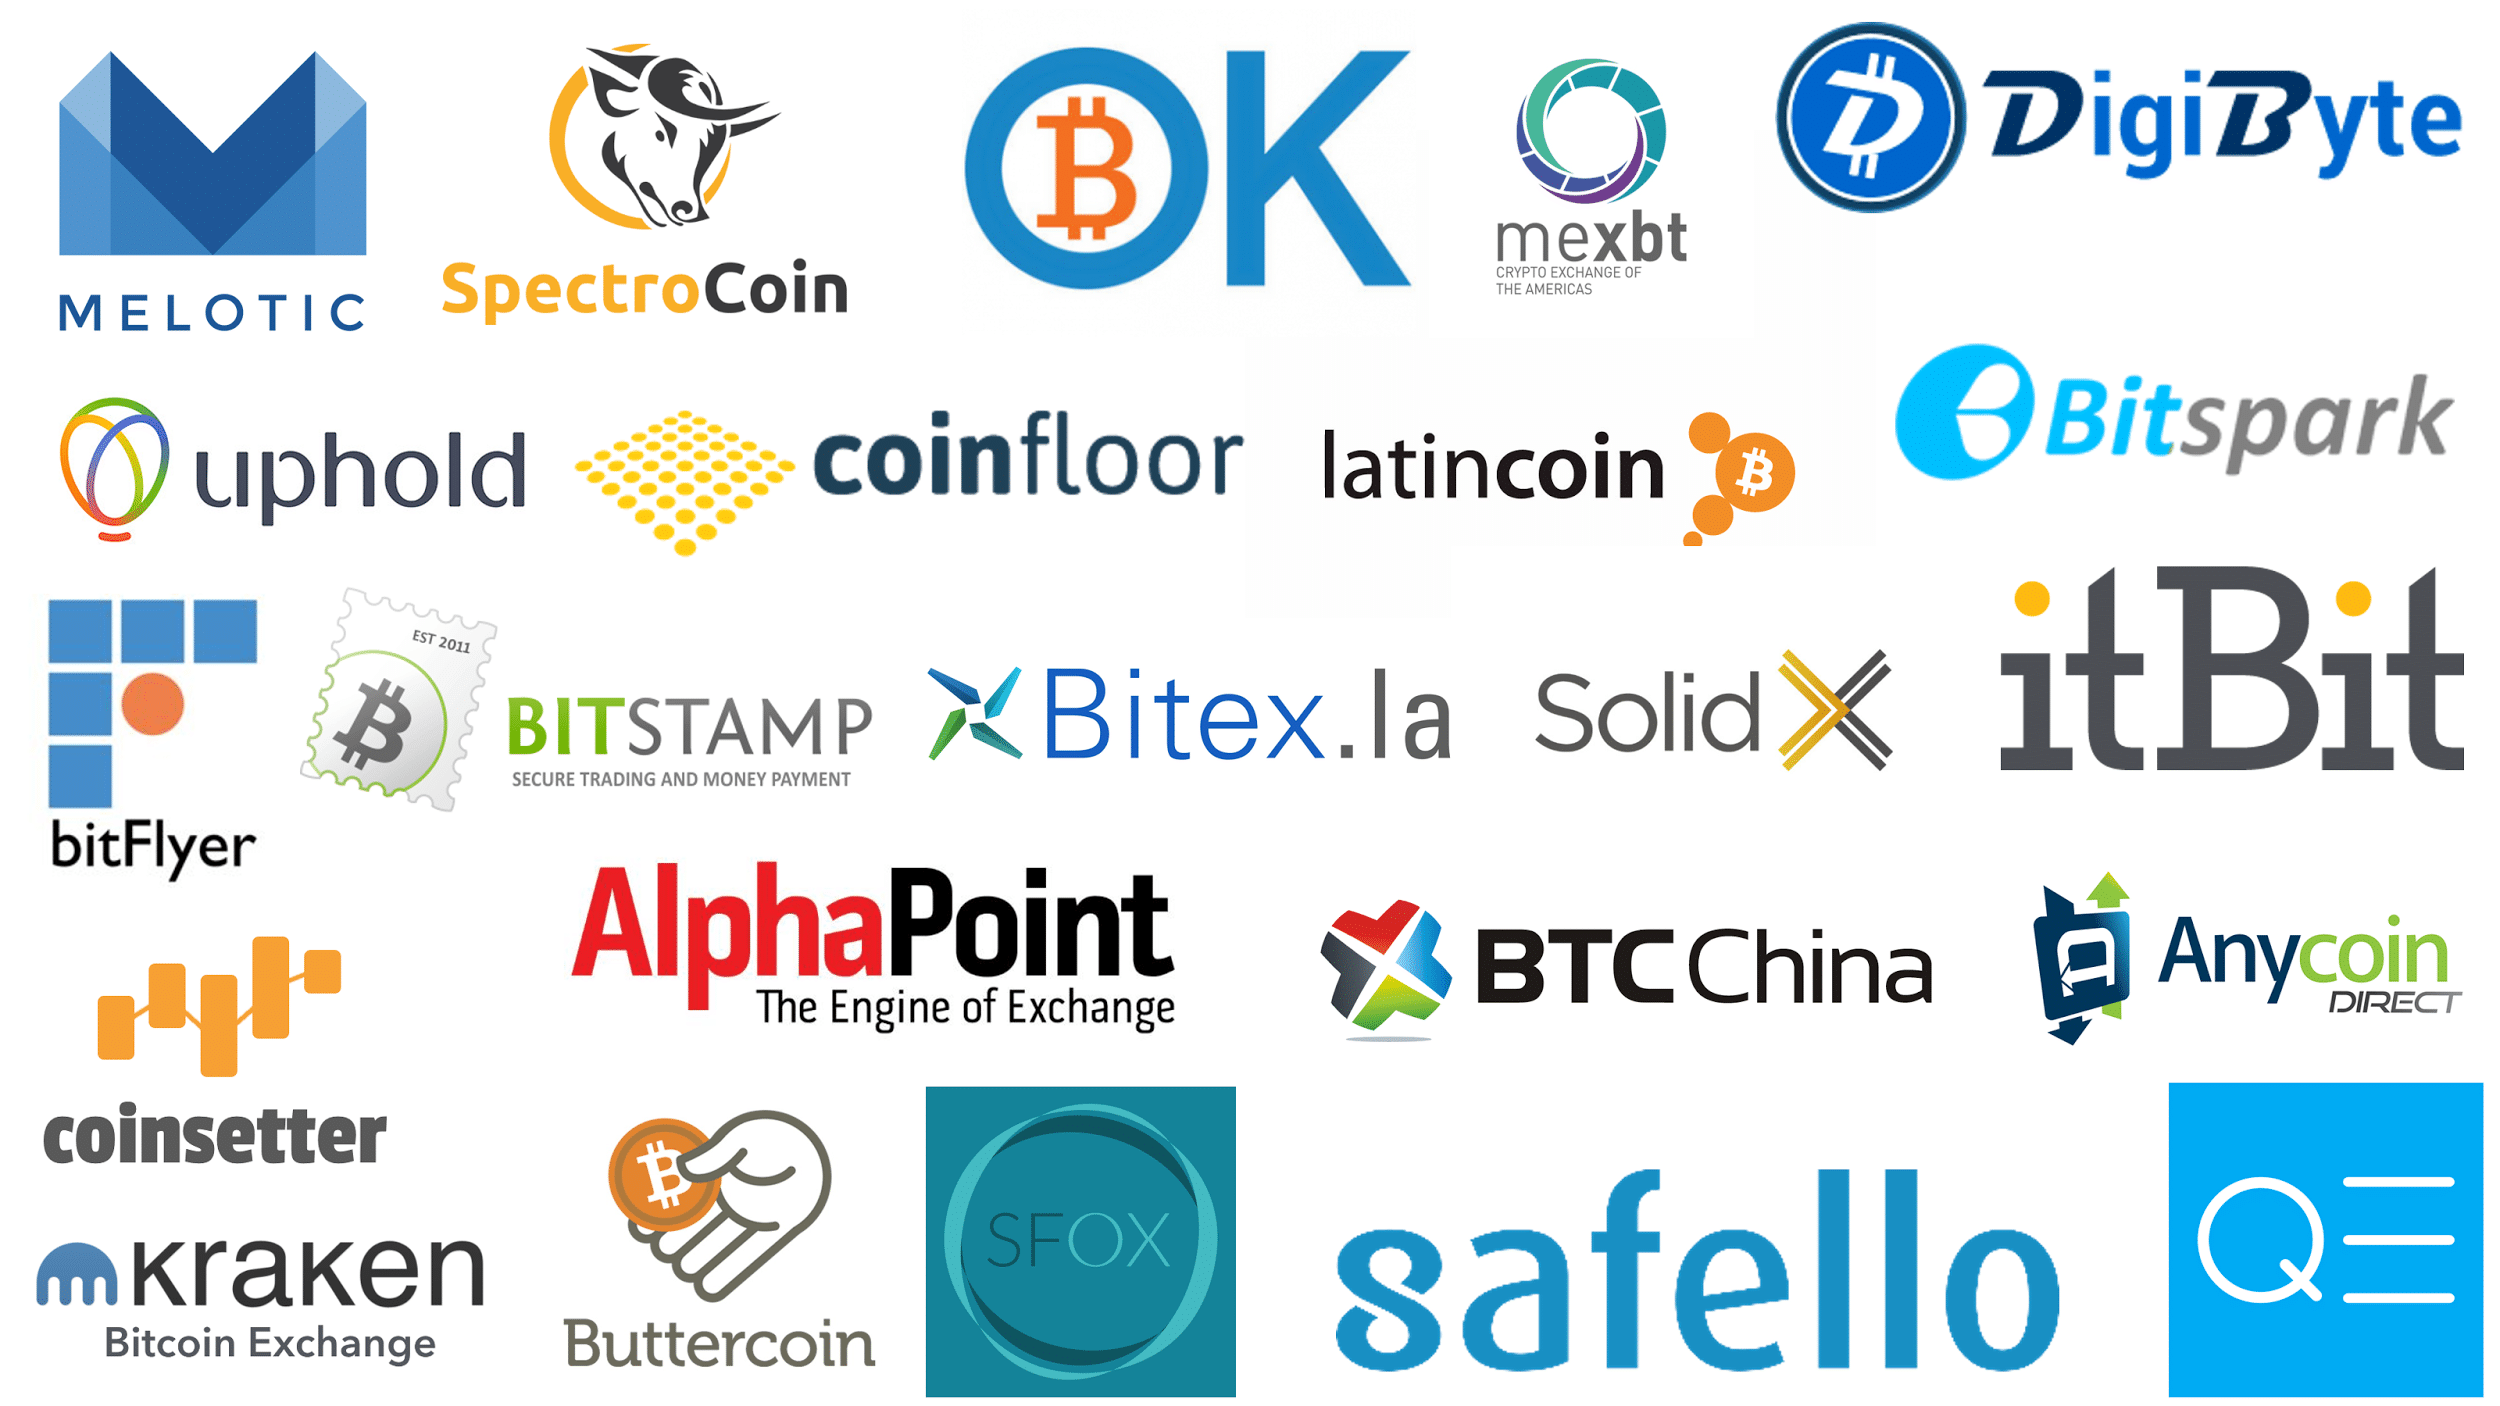 MELOTIC
SpectroCoin
OK
mexbt
CRYPTO EXCHANGE OF
THE AMERICAS
DigiByte
uphold
coinfloor
latincoin
Bitspark
bitFlyer
EST 2011
BITSTAMP
SECURE TRADING AND MONEY PAYMENT
Bitex.la
SolidX
itBit
coinsetter
AlphaPoint
The Engine of Exchange
BTCChina
Anycoin
DIRECT
kraken
Bitcoin Exchange
Buttercoin
SFOX
safello
Q